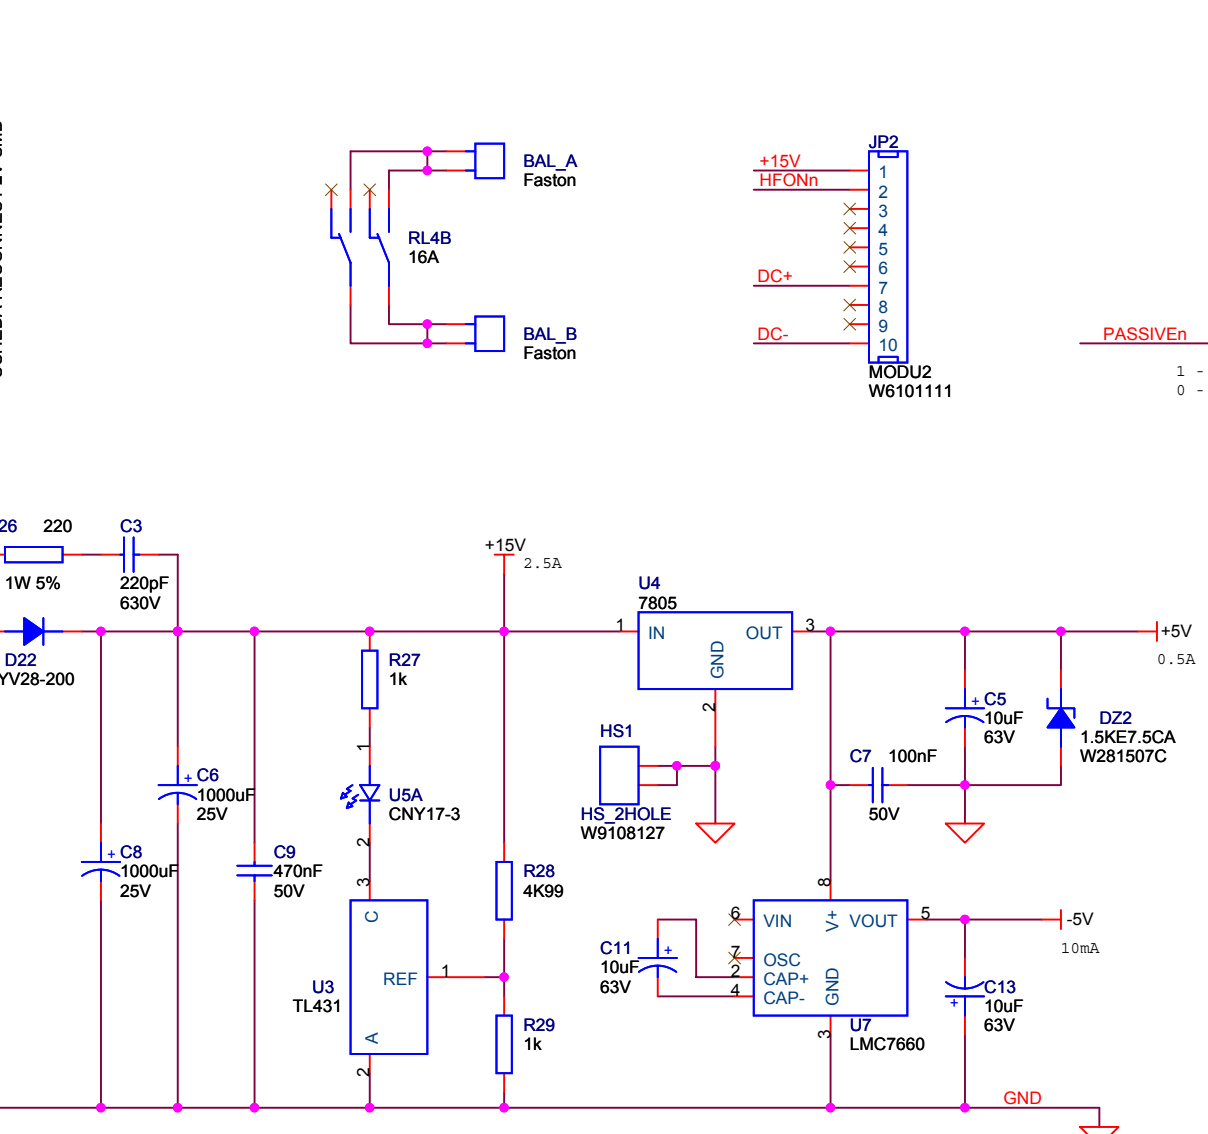 JP2
BAL_A
Faston
+15V
HFONn
1
2
3
4
5
6
7
8
9
10
RL4B
16A
DC+
DC-
BAL_B
Faston
MODU2
W6101111
PASSIVEn
1 -
0 -
26
220
C3
1W 5%
220pF
630V
+15V
2.5A
U4
7805
1
IN
OUT
3
GND
2
+5V
0.5A
D22
YV28-200
R27
1k
HS1
HS_2HOLE
W9108127
C5
+
10uF
63V
DZ2
1.5KE7.5CA
W281507C
C7
100nF
50V
1
U5A
CNY17-3
2
C6
+
1000uF
25V
C8
+
1000uF
25V
C9
470nF
50V
R28
4K99
3
C
REF
1
A
2
U3
TL431
R29
1k
8
6
VIN
V+
VOUT
5
7
OSC
2
CAP+
4
CAP-
GND
3
U7
LMC7660
C11
+
10uF
63V
-5V
10mA
C13
+
10uF
63V
GND